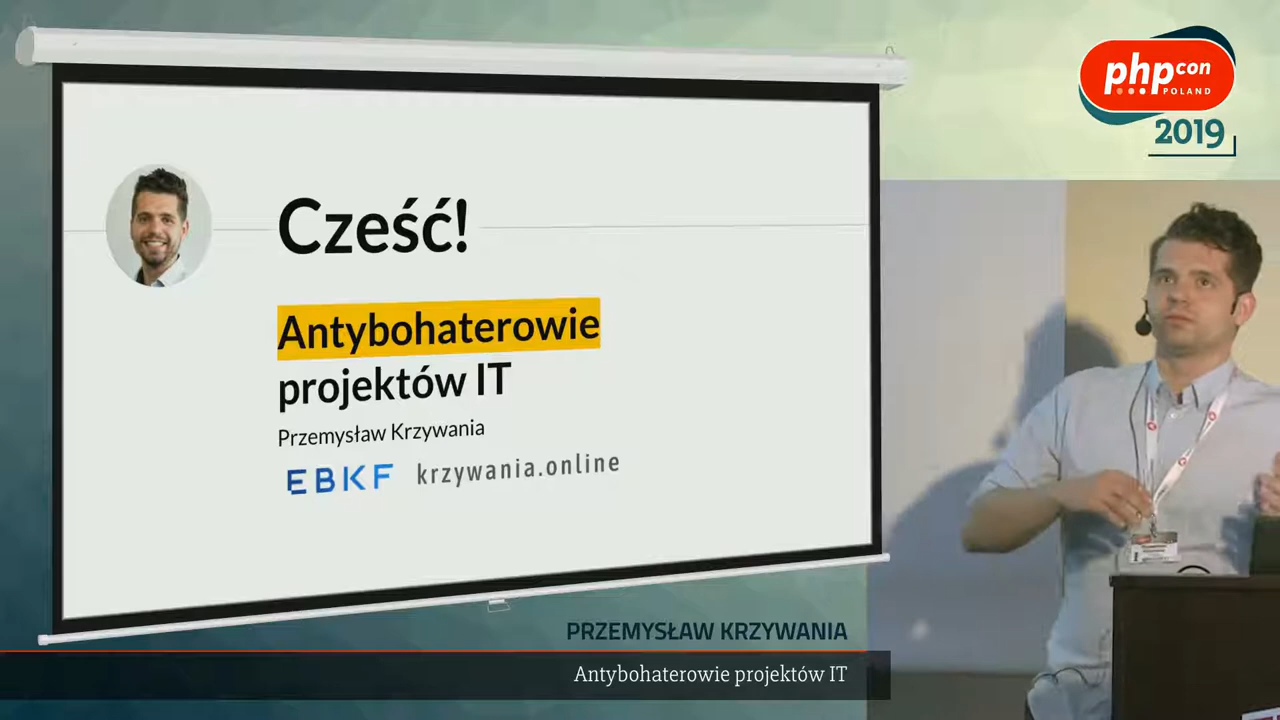 Cześć!
Antybohaterowie
projektów IT
Przemysław Krzywania
EBKF krzywania.online
php con
POLAND
2019
PRZEMYSŁAW KRZYWANIA
Antybohaterowie projektów IT